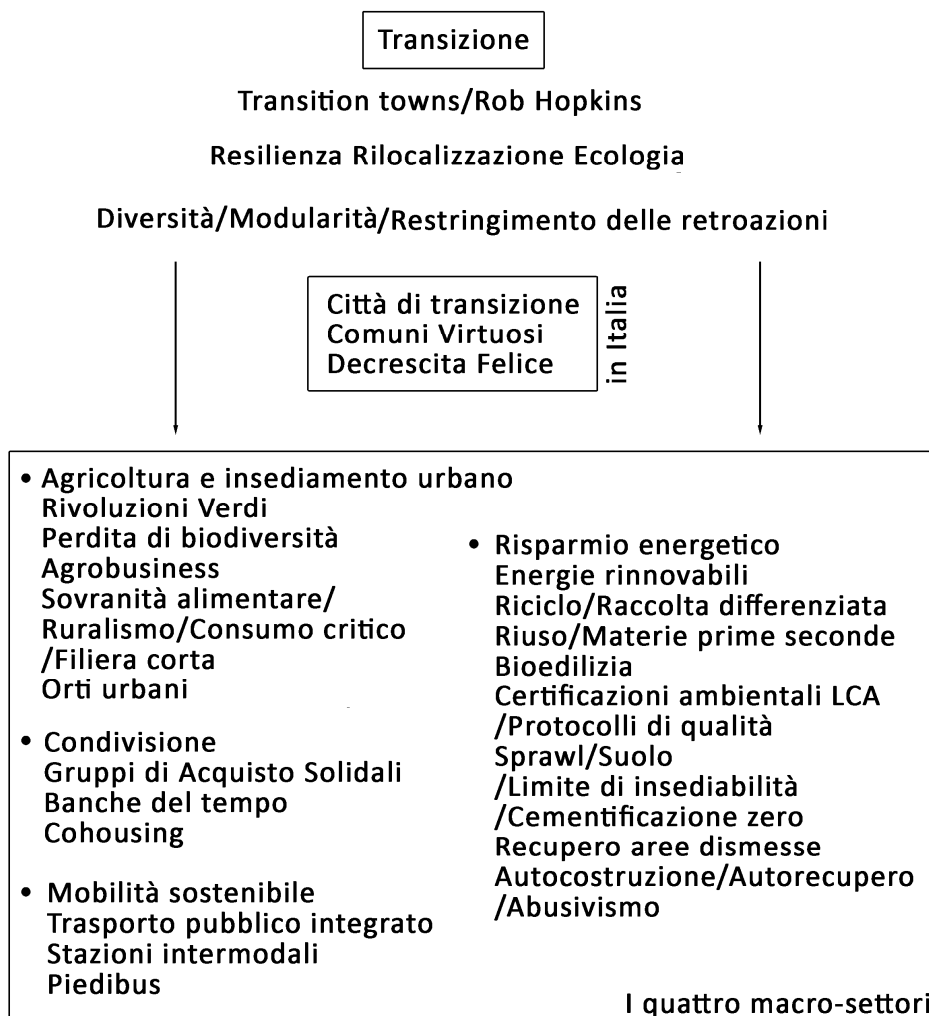 Transizione
Transition towns/Rob Hopkins
Resilienza Rilocalizzazione Ecologia
Diversità/Modularità/Restringimento delle retroazioni
Città di transizione
Comuni Virtuosi
Decrescita Felice
in Italia
• Agricoltura e insediamento urbano
Rivoluzioni Verdi
Perdita di biodiversità
Agrobusiness
Sovranità alimentare/
Ruralismo/Consumo critico
/Filiera corta
Orti urbani
• Condivisione
Gruppi di Acquisto Solidali
Banche del tempo
Cohousing
• Mobilità sostenibile
Trasporto pubblico integrato
Stazioni intermodali
Piedibus
• Risparmio energetico
Energie rinnovabili
Riciclo/Raccolta differenziata
Riuso/Materie prime seconde
Bioedilizia
Certificazioni ambientali LCA
/Protocolli di qualità
Sprawl/Suolo
/Limite di insediabilità
/Cementificazione zero
Recupero aree dismesse
Autocostruzione/Autorecupero
/Abusivismo
I quattro macro-settori